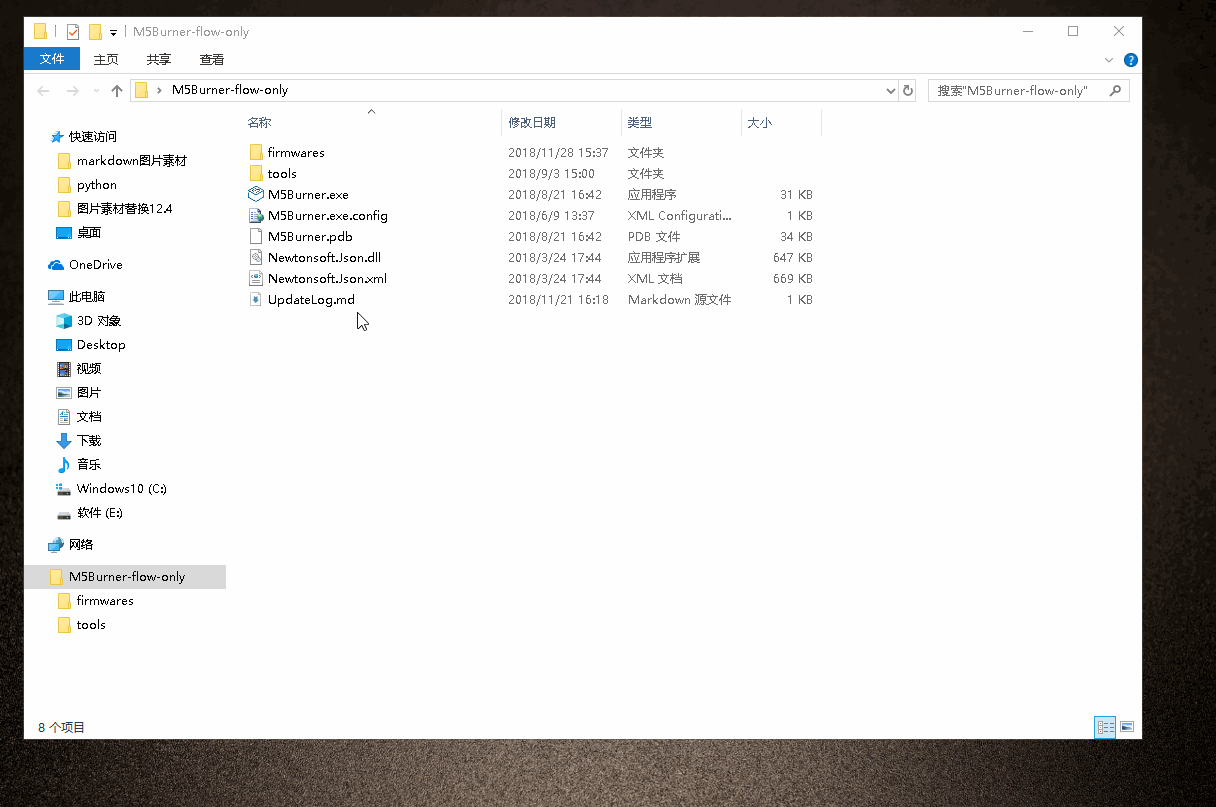 M5Burner-flow-only
文件 主页 共享 查看
M5Burner-flow-only 搜索"M5Burner-flow-only"
名称 修改日期 类型 大小
firmwares 2018/11/28 15:37 文件夹
tools 2018/9/3 15:00 文件夹
M5Burner.exe 2018/8/21 16:42 应用程序 31 KB
M5Burner.exe.config 2018/6/9 13:37 XML Configurati... 1 KB
M5Burner.pdb 2018/8/21 16:42 PDB 文件 34 KB
Newtonsoft.Json.dll 2018/3/24 17:44 应用程序扩展 647 KB
Newtonsoft.Json.xml 2018/3/24 17:44 XML 文档 669 KB
UpdateLog.md 2018/11/21 16:18 Markdown 源文件 1 KB
快速访问
markdown图片素材
python
图片素材替换12.4
桌面
OneDrive
此电脑
3D 对象
Desktop
视频
图片
文档
下载
音乐
Windows10 (C:)
软件 (E:)
网络
M5Burner-flow-only
firmwares
tools
8 个项目